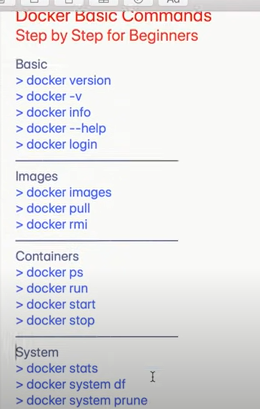 Aa
Docker Basic Commands
Step by Step for Beginners
Basic
> docker version
> docker -v
> docker info
> docker --help
> docker login
Images
> docker images
> docker pull
> docker rmi
Containers
> docker ps
> docker run
> docker start
> docker stop
System
> docker stats
> docker system df
> docker system prune